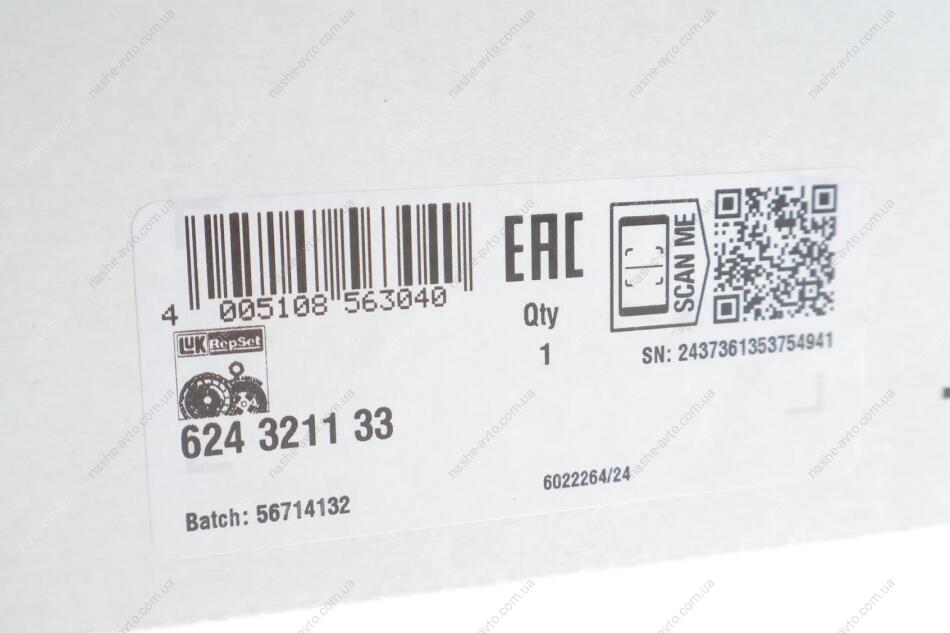 4 005108 563040
EAC
SCAN ME
Qty
1
SN: 2437361353754941
LuK RepSet
624 3211 33
6022264/24
Batch: 56714132
nashe-avto.com.ua